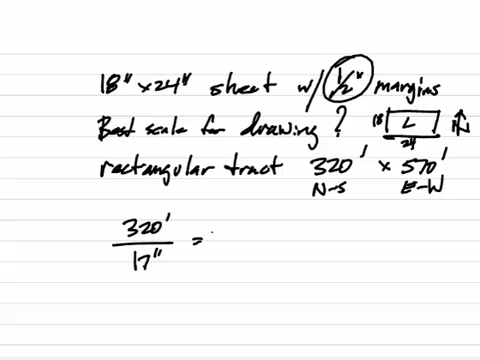 18" × 24" sheet w/ 1/2" margins
Best scale for drawing? 18 L N
24
rectangular tract 320' × 570'
N-S E-W
320'
/ 17" =